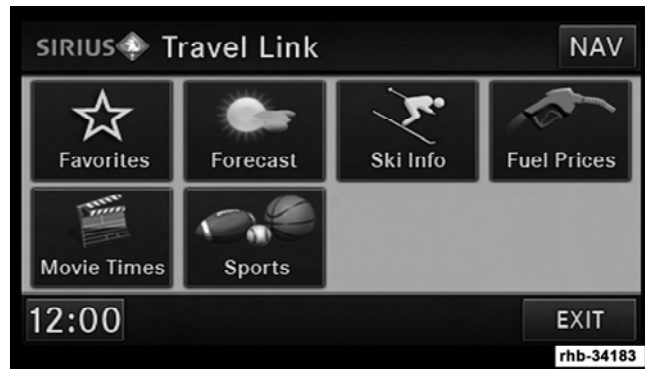 SIRIUS Travel Link NAV
Favorites Forecast Ski Info Fuel Prices
Movie Times Sports
12:00 EXIT
rhb-34183